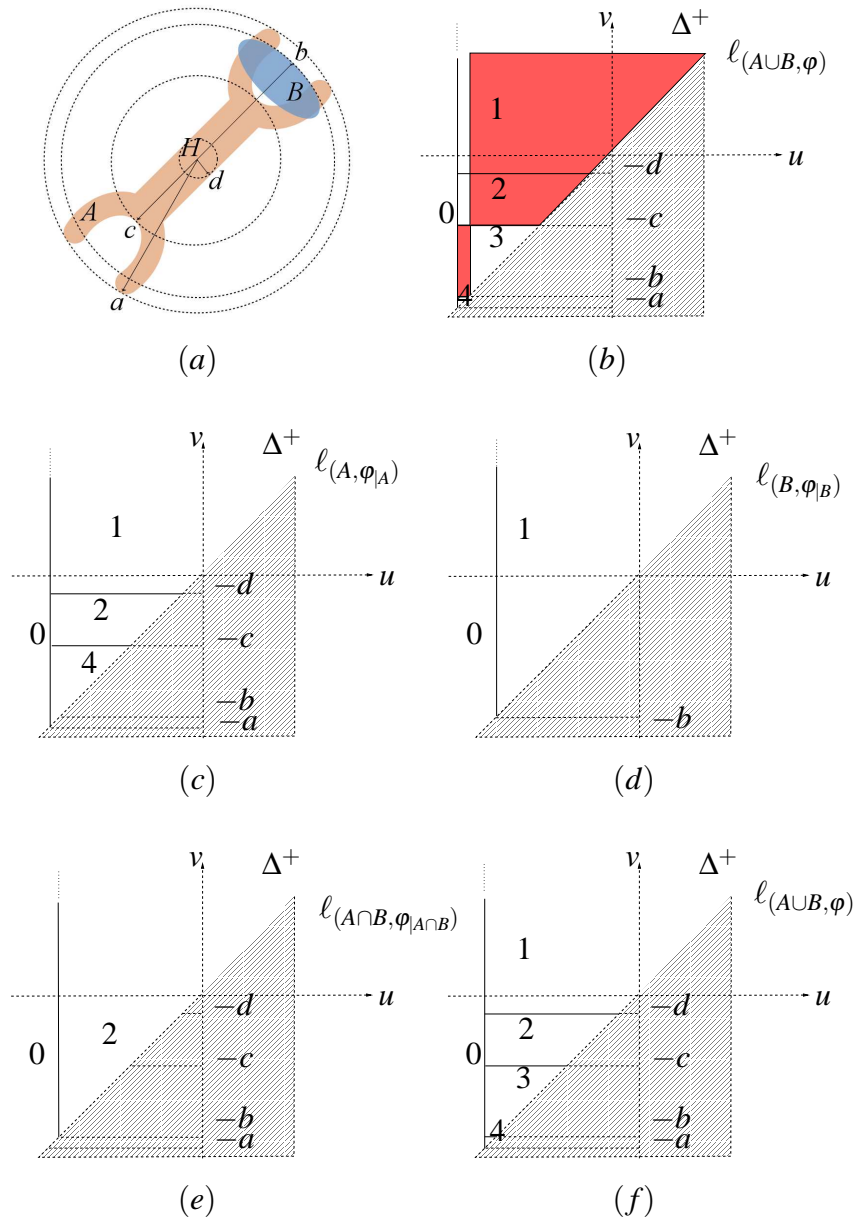 A
B
H
a
b
c
d
(a)
v
Δ⁺
ℓ(A∪B,φ)
1
u
−d
2
0
−c
3
−b
4
−a
(b)
v
Δ⁺
ℓ(A,φ|A)
1
u
−d
2
0
−c
4
−b
−a
(c)
v
Δ⁺
ℓ(B,φ|B)
1
u
0
−b
(d)
v
Δ⁺
ℓ(A∩B,φ|A∩B)
u
−d
2
0
−c
−b
−a
(e)
v
Δ⁺
ℓ(A∪B,φ)
1
u
−d
2
0
−c
3
−b
4
−a
(f)